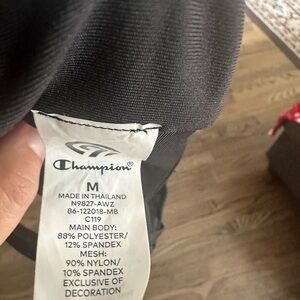 Champion®
M
MADE IN THAILAND
N9827-AWZ
86-122018-MB
C119
MAIN BODY:
88% POLYESTER/
12% SPANDEX
MESH:
90% NYLON/
10% SPANDEX
EXCLUSIVE OF
DECORATION